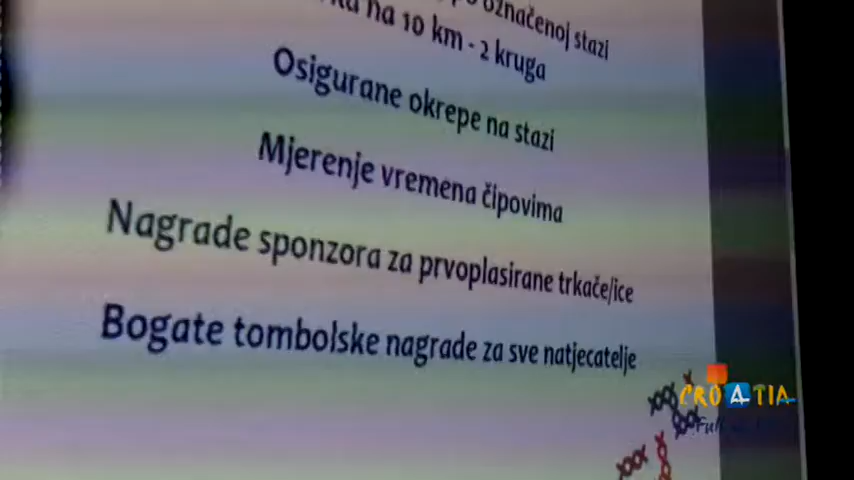 označenoj stazi
na 10 km - 2 kruga
Osigurane okrepe na stazi
Mjerenje vremena čipovima
Nagrade sponzora za prvoplasirane trkače/ice
Bogate tombolske nagrade za sve natjecatelje
CROATIA